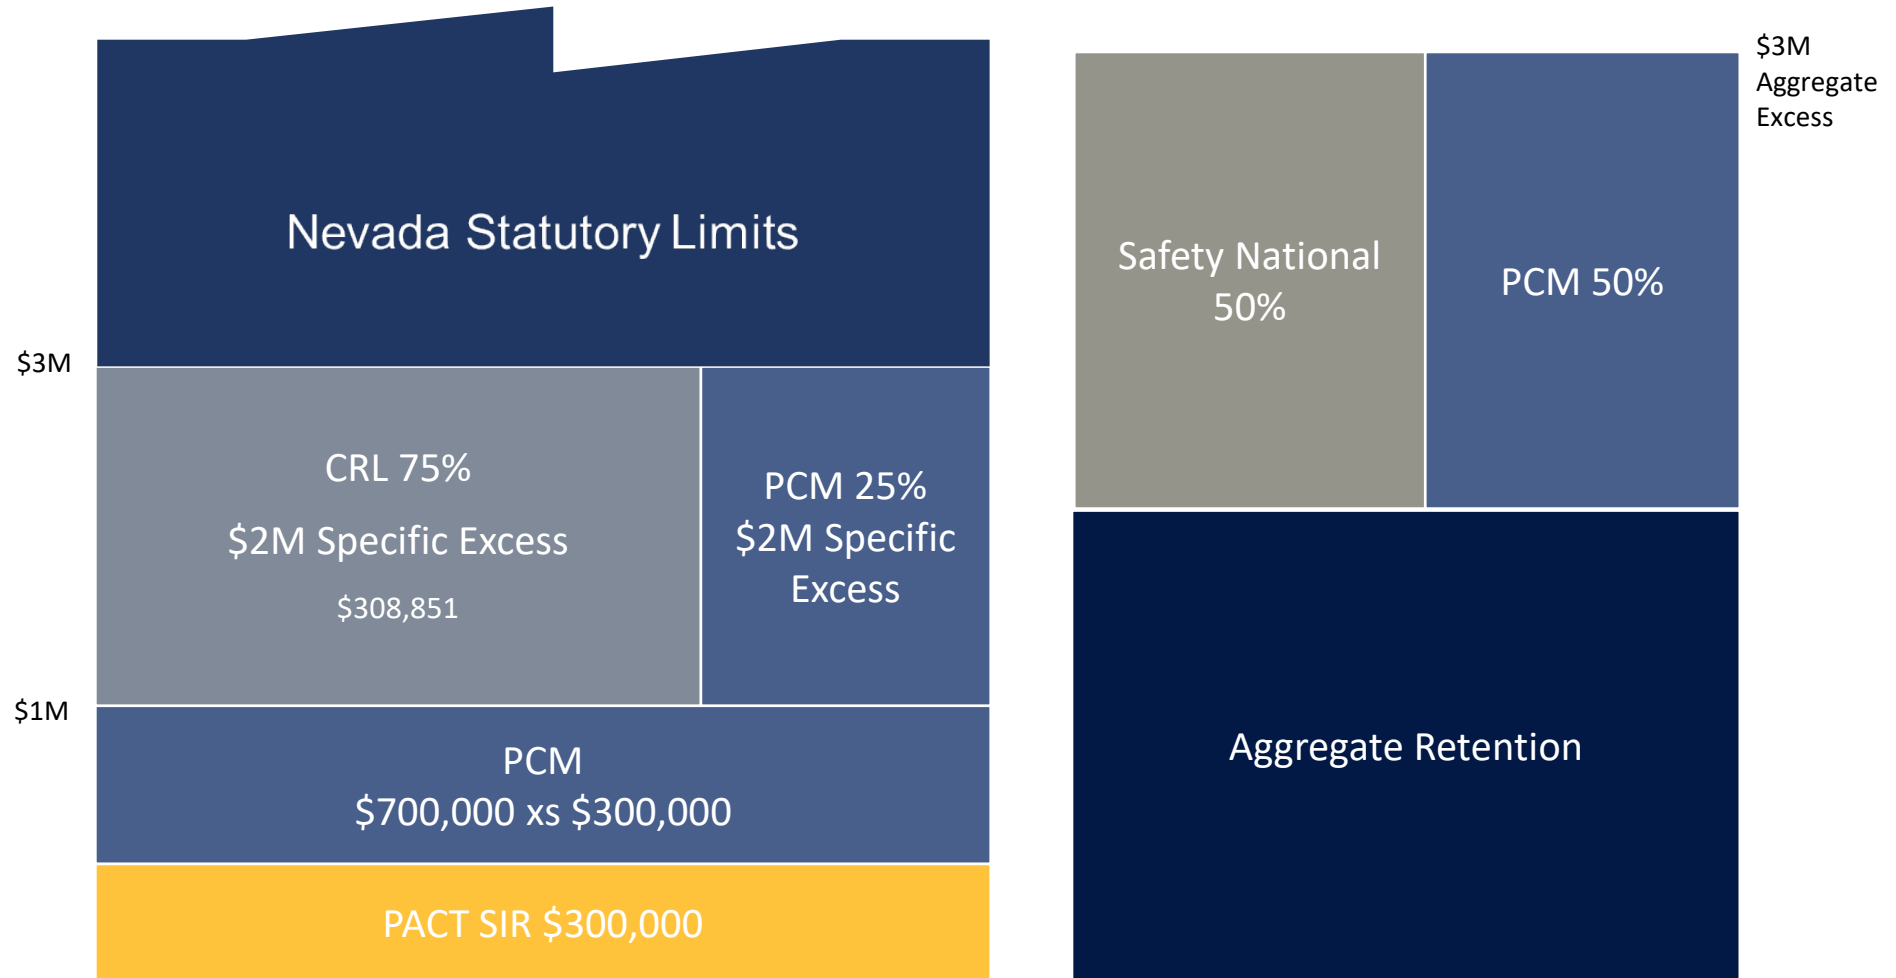 Nevada Statutory Limits
$3M
CRL 75%
$2M Specific Excess
$308,851
PCM 25%
$2M Specific
Excess
$1M
PCM
$700,000 xs $300,000
PACT SIR $300,000
$3M
Aggregate
Excess
Safety National
50%
PCM 50%
Aggregate Retention